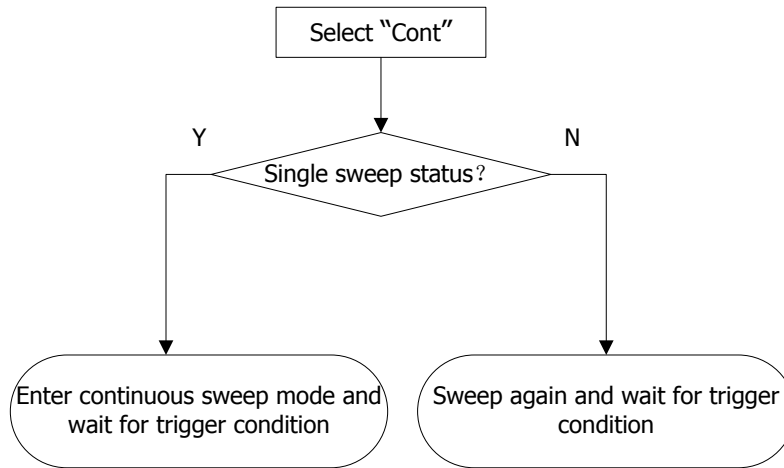 Select “Cont”
Y
N
Single sweep status？
Enter continuous sweep mode and
wait for trigger condition
Sweep again and wait for trigger
condition